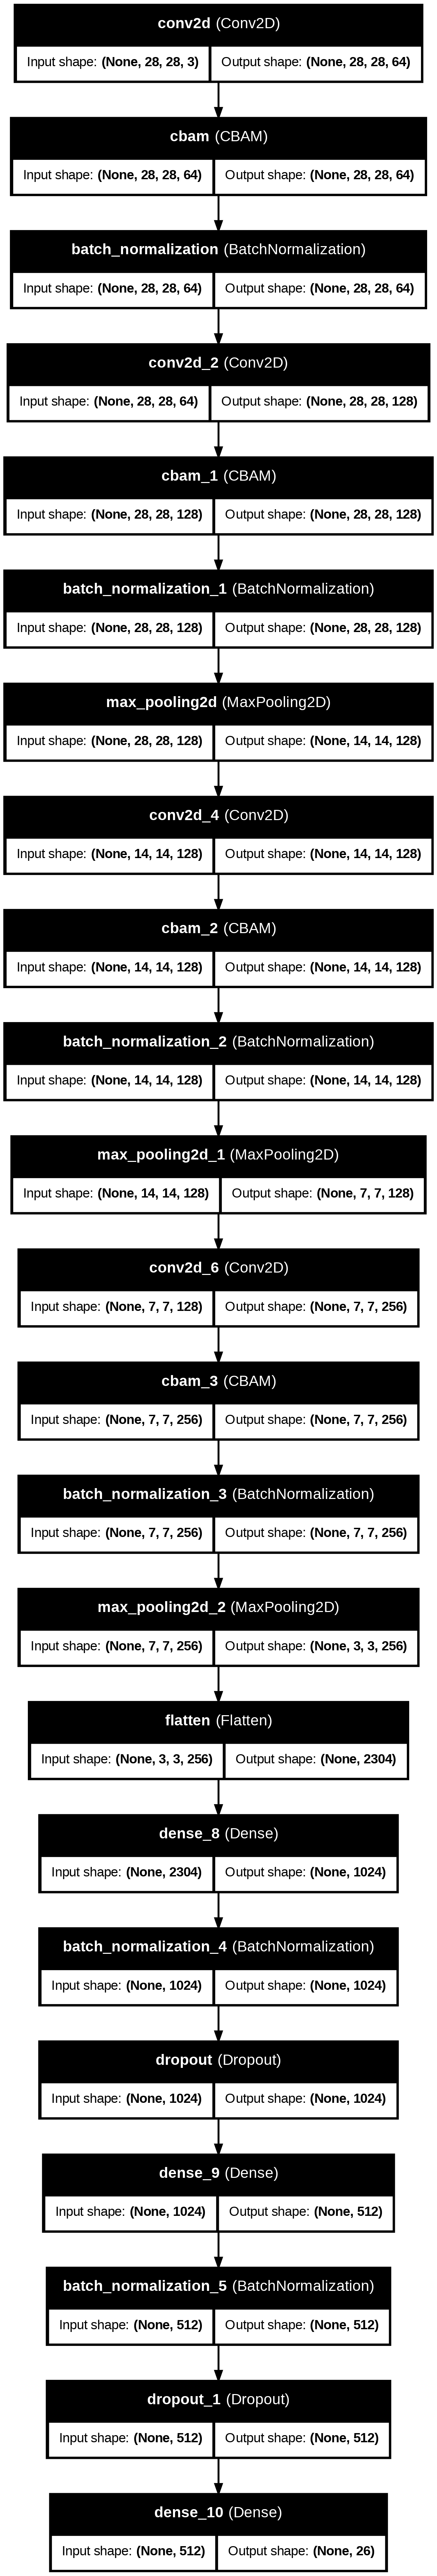 conv2d (Conv2D)
Input shape: (None, 28, 28, 3) Output shape: (None, 28, 28, 64)
cbam (CBAM)
Input shape: (None, 28, 28, 64) Output shape: (None, 28, 28, 64)
batch_normalization (BatchNormalization)
Input shape: (None, 28, 28, 64) Output shape: (None, 28, 28, 64)
conv2d_2 (Conv2D)
Input shape: (None, 28, 28, 64) Output shape: (None, 28, 28, 128)
cbam_1 (CBAM)
Input shape: (None, 28, 28, 128) Output shape: (None, 28, 28, 128)
batch_normalization_1 (BatchNormalization)
Input shape: (None, 28, 28, 128) Output shape: (None, 28, 28, 128)
max_pooling2d (MaxPooling2D)
Input shape: (None, 28, 28, 128) Output shape: (None, 14, 14, 128)
conv2d_4 (Conv2D)
Input shape: (None, 14, 14, 128) Output shape: (None, 14, 14, 128)
cbam_2 (CBAM)
Input shape: (None, 14, 14, 128) Output shape: (None, 14, 14, 128)
batch_normalization_2 (BatchNormalization)
Input shape: (None, 14, 14, 128) Output shape: (None, 14, 14, 128)
max_pooling2d_1 (MaxPooling2D)
Input shape: (None, 14, 14, 128) Output shape: (None, 7, 7, 128)
conv2d_6 (Conv2D)
Input shape: (None, 7, 7, 128) Output shape: (None, 7, 7, 256)
cbam_3 (CBAM)
Input shape: (None, 7, 7, 256) Output shape: (None, 7, 7, 256)
batch_normalization_3 (BatchNormalization)
Input shape: (None, 7, 7, 256) Output shape: (None, 7, 7, 256)
max_pooling2d_2 (MaxPooling2D)
Input shape: (None, 7, 7, 256) Output shape: (None, 3, 3, 256)
flatten (Flatten)
Input shape: (None, 3, 3, 256) Output shape: (None, 2304)
dense_8 (Dense)
Input shape: (None, 2304) Output shape: (None, 1024)
batch_normalization_4 (BatchNormalization)
Input shape: (None, 1024) Output shape: (None, 1024)
dropout (Dropout)
Input shape: (None, 1024) Output shape: (None, 1024)
dense_9 (Dense)
Input shape: (None, 1024) Output shape: (None, 512)
batch_normalization_5 (BatchNormalization)
Input shape: (None, 512) Output shape: (None, 512)
dropout_1 (Dropout)
Input shape: (None, 512) Output shape: (None, 512)
dense_10 (Dense)
Input shape: (None, 512) Output shape: (None, 26)